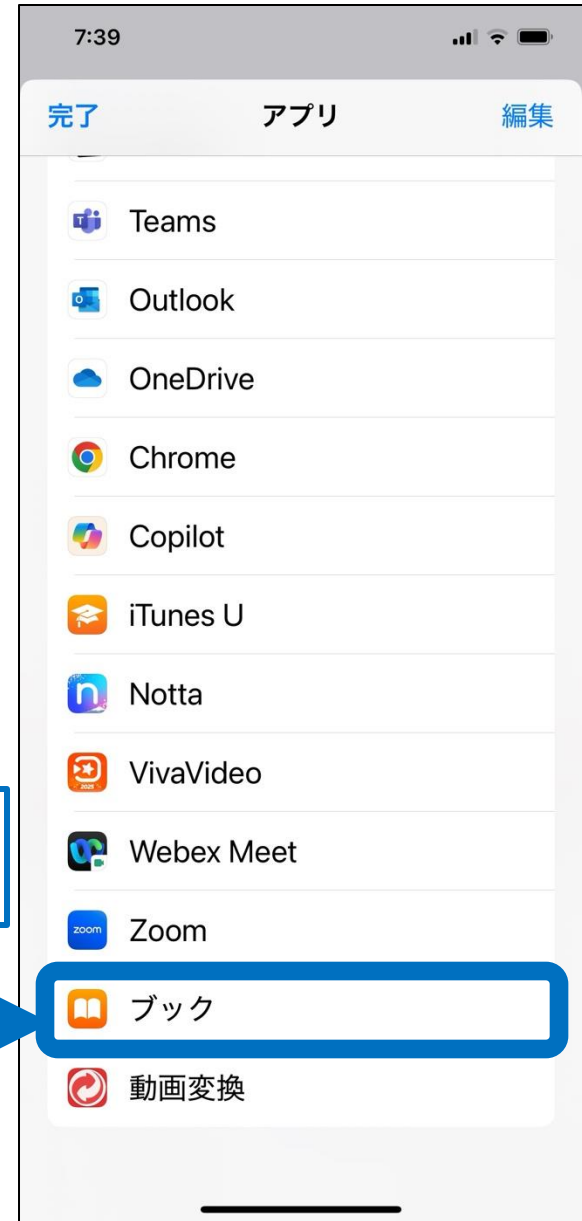 7:39
完了 アプリ 編集
Teams
Outlook
OneDrive
Chrome
Copilot
iTunes U
Notta
VivaVideo
Webex Meet
zoom Zoom
ブック
動画変換